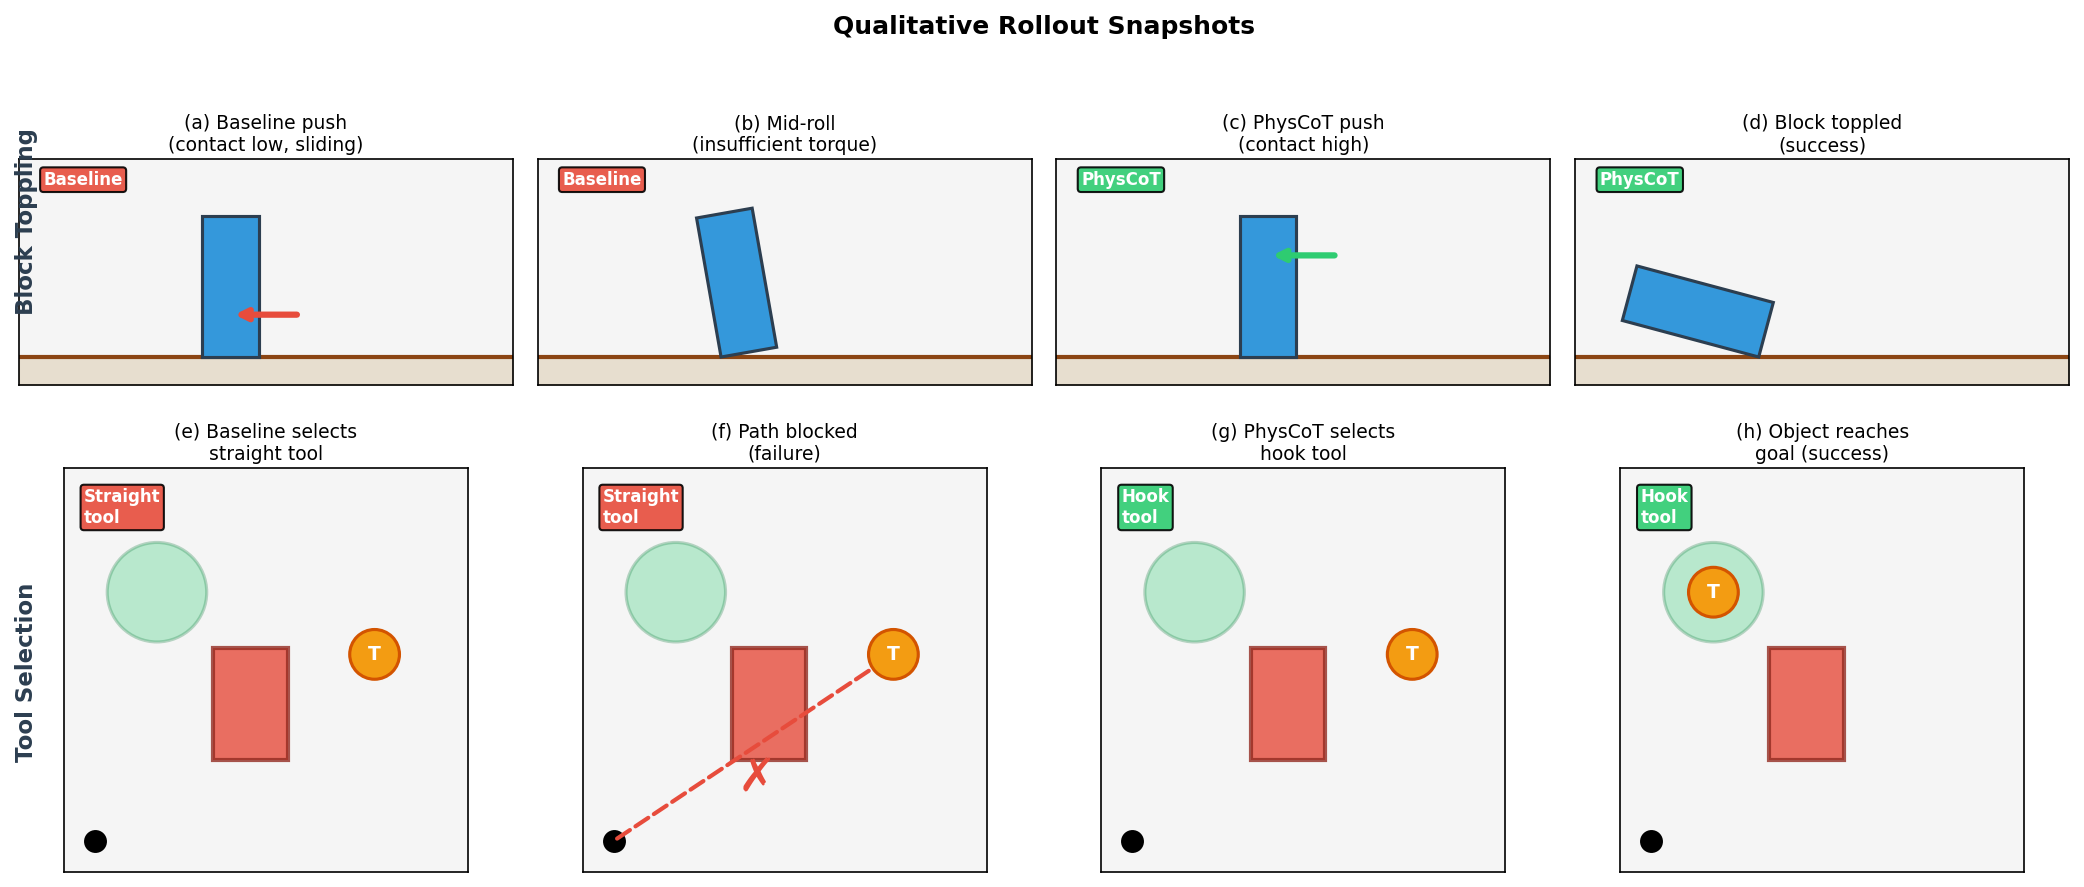 Qualitative Rollout Snapshots
Block Toppling
(a) Baseline push
(contact low, sliding)
Baseline
(b) Mid-roll
(insufficient torque)
Baseline
(c) PhysCoT push
(contact high)
PhysCoT
(d) Block toppled
(success)
PhysCoT
Tool Selection
(e) Baseline selects
straight tool
Straight
tool
T
(f) Path blocked
(failure)
Straight
tool
T
✗
(g) PhysCoT selects
hook tool
Hook
tool
T
(h) Object reaches
goal (success)
Hook
tool
T